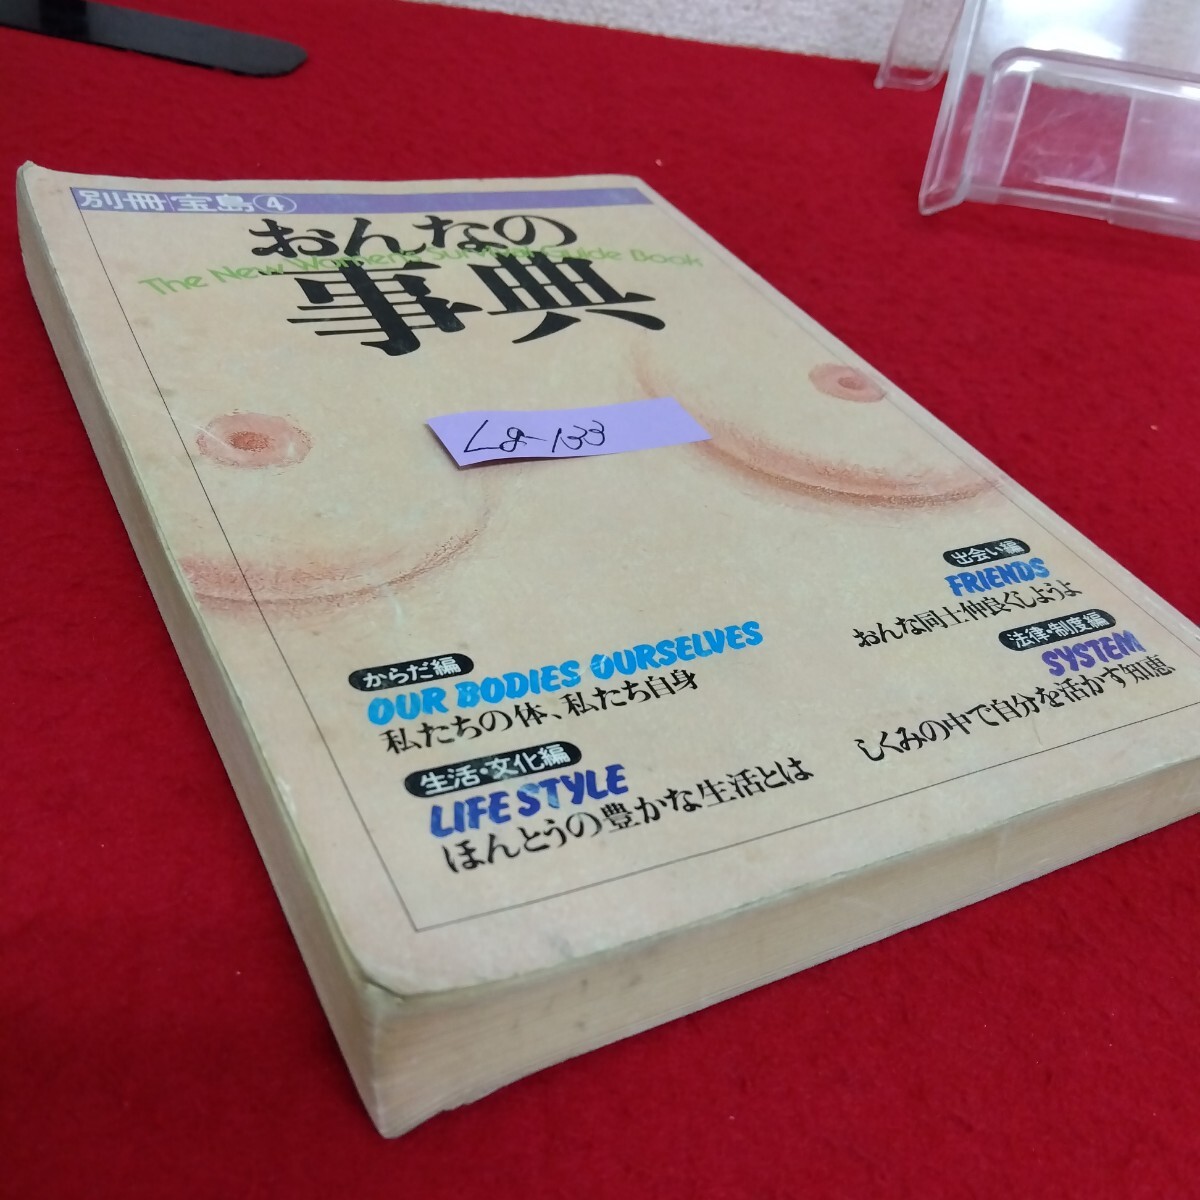 別冊宝島④
おんなの
The New Women's Survival Guide Book
事典
Lg-133
からだ編
OUR BODIES OURSELVES
私たちの体、私たち自身
生活・文化編
LIFE STYLE
ほんとうの豊かな生活とは
出会い編
FRIENDS
おんな同士仲良くしようよ
法律・制度編
SYSTEM
しくみの中で自分を活かす知恵